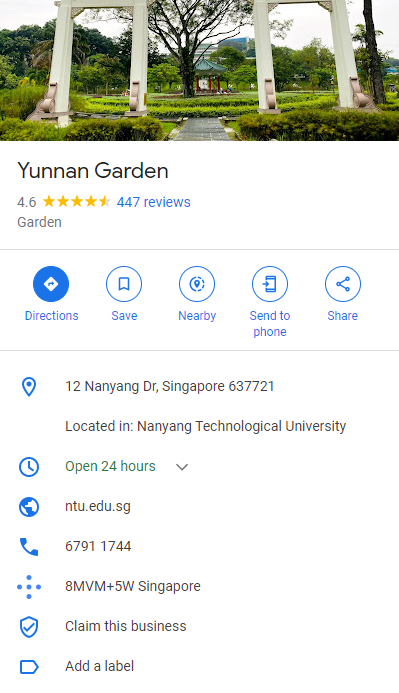 Yunnan Garden
4.6 447 reviews
Garden
Directions
Save
Nearby
Send to
phone
Share
12 Nanyang Dr, Singapore 637721
Located in: Nanyang Technological University
Open 24 hours
ntu.edu.sg
6791 1744
8MVM+5W Singapore
Claim this business
Add a label